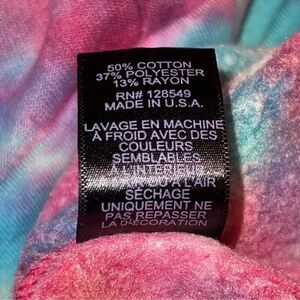 50% COTTON
37% POLYESTER
13% RAYON
RN# 128549
MADE IN U.S.A.
LAVAGE EN MACHINE
À FROID AVEC DES
COULEURS
SEMBLABLES
À L'INTÉRIEUR
OU À L'AIR
SÉCHAGE
UNIQUEMENT NE
PAS REPASSER
LA DÉCORATION